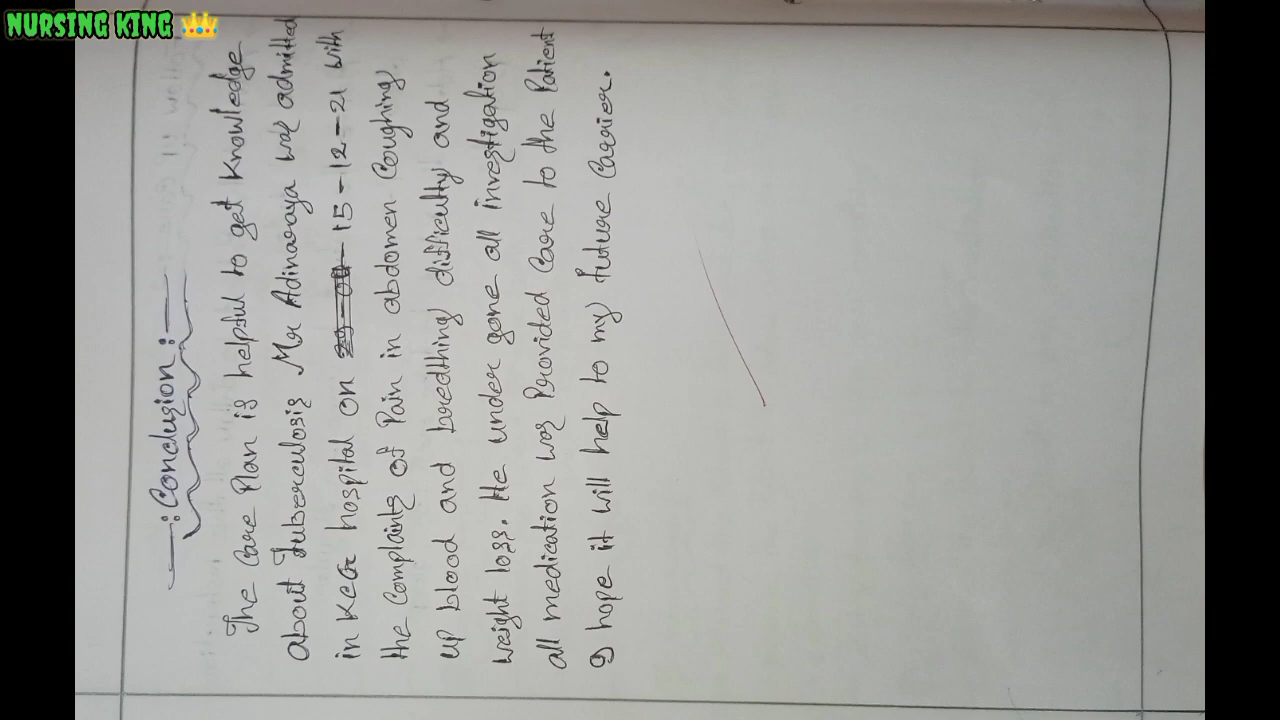 NURSING KING
—:Conclusion:—
The Care Plan is helpful to get Knowledge
about Tuberculosis Mr Adinaraya was admitted
in KCG hospital on 15-12-21 with
the Complaints of Pain in abdomen Coughing
up blood and bredthing difficulty and
weight loss. He under gone all investigation
all medication was Provided Care to the Patient
I hope it will help to my future Carrier.